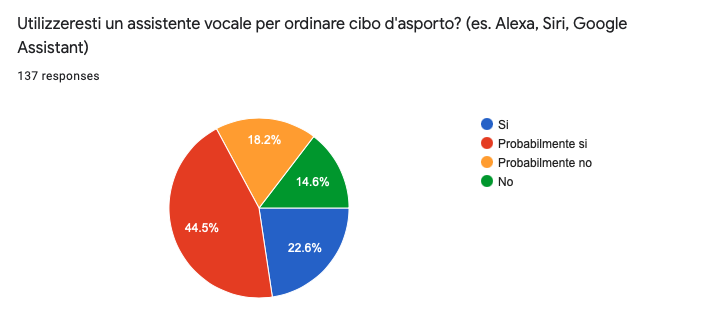 Utilizzeresti un assistente vocale per ordinare cibo d'asporto? (es. Alexa, Siri, Google
Assistant)
137 responses
18.2%
14.6%
44.5%
22.6%
Si
Probabilmente si
Probabilmente no
No